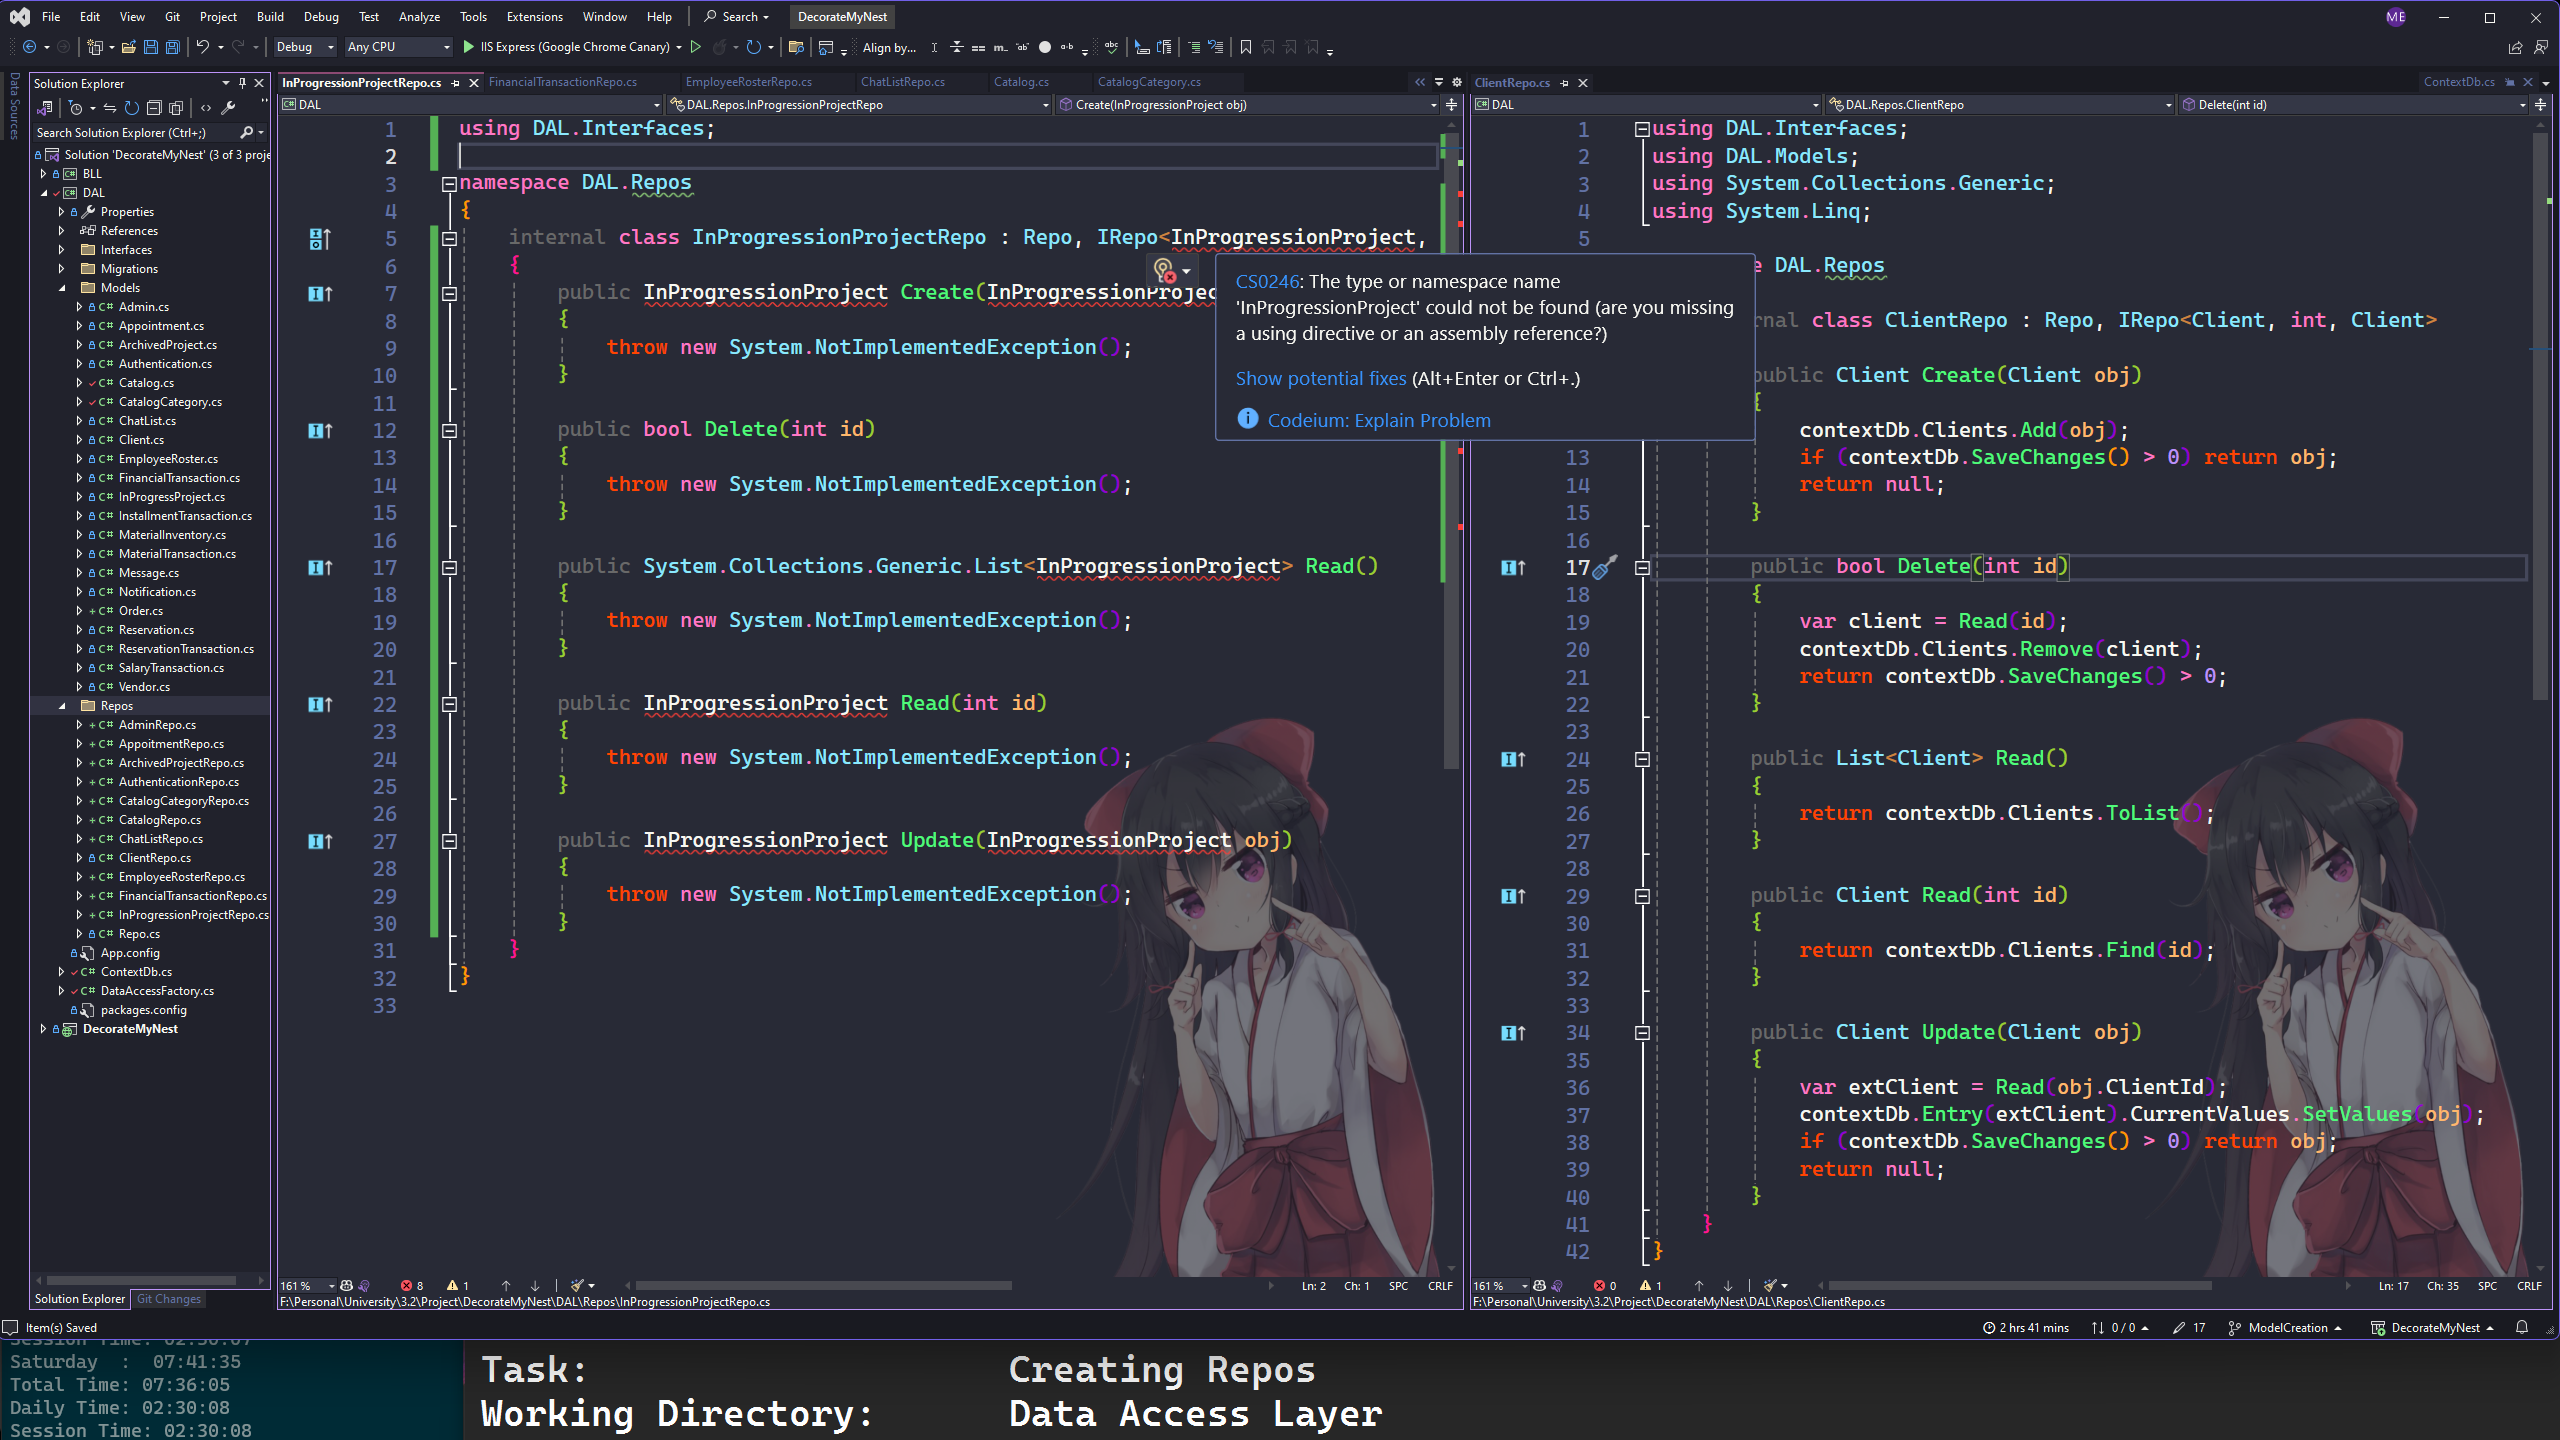 File Edit View Git Project Build Debug Test Analyze Tools Extensions Window Help Search DecorateMyNest ME
Debug Any CPU IIS Express (Google Chrome Canary) Align by...
Data Sources
Solution Explorer
Search Solution Explorer (Ctrl+;)
Solution 'DecorateMyNest' (3 of 3 proje
BLL
DAL
Properties
References
Interfaces
Migrations
Models
C# Admin.cs
C# Appointment.cs
C# ArchivedProject.cs
C# Authentication.cs
C# Catalog.cs
C# CatalogCategory.cs
C# ChatList.cs
C# Client.cs
C# EmployeeRoster.cs
C# FinancialTransaction.cs
C# InProgressProject.cs
C# InstallmentTransaction.cs
C# MaterialInventory.cs
C# MaterialTransaction.cs
C# Message.cs
C# Notification.cs
C# Order.cs
C# Reservation.cs
C# ReservationTransaction.cs
C# SalaryTransaction.cs
C# Vendor.cs
Repos
C# AdminRepo.cs
C# AppoitmentRepo.cs
C# ArchivedProjectRepo.cs
C# AuthenticationRepo.cs
C# CatalogCategoryRepo.cs
C# CatalogRepo.cs
C# ChatListRepo.cs
C# ClientRepo.cs
C# EmployeeRosterRepo.cs
C# FinancialTransactionRepo.cs
C# InProgressionProjectRepo.cs
C# Repo.cs
App.config
C# ContextDb.cs
C# DataAccessFactory.cs
packages.config
DecorateMyNest
Solution Explorer Git Changes
InProgressionProjectRepo.cs FinancialTransactionRepo.cs EmployeeRosterRepo.cs ChatListRepo.cs Catalog.cs CatalogCategory.cs
DAL DAL.Repos.InProgressionProjectRepo Create(InProgressionProject obj)
1 using DAL.Interfaces;
2
3 namespace DAL.Repos
4 {
5 internal class InProgressionProjectRepo : Repo, IRepo<InProgressionProject,
6 {
7 public InProgressionProject Create(InProgressionProjec
8 {
9 throw new System.NotImplementedException();
10 }
11
12 public bool Delete(int id)
13 {
14 throw new System.NotImplementedException();
15 }
16
17 public System.Collections.Generic.List<InProgressionProject> Read()
18 {
19 throw new System.NotImplementedException();
20 }
21
22 public InProgressionProject Read(int id)
23 {
24 throw new System.NotImplementedException();
25 }
26
27 public InProgressionProject Update(InProgressionProject obj)
28 {
29 throw new System.NotImplementedException();
30 }
31 }
32 }
33
161 % 8 1 Ln: 2 Ch: 1 SPC CRLF
F:\Personal\University\3.2\Project\DecorateMyNest\DAL\Repos\InProgressionProjectRepo.cs
CS0246: The type or namespace name
'InProgressionProject' could not be found (are you missing
a using directive or an assembly reference?)
Show potential fixes (Alt+Enter or Ctrl+.)
Codeium: Explain Problem
ClientRepo.cs ContextDb.cs
DAL DAL.Repos.ClientRepo Delete(int id)
1 using DAL.Interfaces;
2 using DAL.Models;
3 using System.Collections.Generic;
4 using System.Linq;
5
e DAL.Repos
rnal class ClientRepo : Repo, IRepo<Client, int, Client>
public Client Create(Client obj)
{
contextDb.Clients.Add(obj);
13 if (contextDb.SaveChanges() > 0) return obj;
14 return null;
15 }
16
17 public bool Delete(int id)
18 {
19 var client = Read(id);
20 contextDb.Clients.Remove(client);
21 return contextDb.SaveChanges() > 0;
22 }
23
24 public List<Client> Read()
25 {
26 return contextDb.Clients.ToList();
27 }
28
29 public Client Read(int id)
30 {
31 return contextDb.Clients.Find(id);
32 }
33
34 public Client Update(Client obj)
35 {
36 var extClient = Read(obj.ClientId);
37 contextDb.Entry(extClient).CurrentValues.SetValues(obj);
38 if (contextDb.SaveChanges() > 0) return obj;
39 return null;
40 }
41 }
42 }
161 % 0 1 Ln: 17 Ch: 35 SPC CRLF
F:\Personal\University\3.2\Project\DecorateMyNest\DAL\Repos\ClientRepo.cs
Item(s) Saved 2 hrs 41 mins 0 / 0 17 ModelCreation DecorateMyNest
Session Time: 02:30:07
Saturday : 07:41:35
Total Time: 07:36:05
Daily Time: 02:30:08
Session Time: 02:30:08
Task: Creating Repos
Working Directory: Data Access Layer